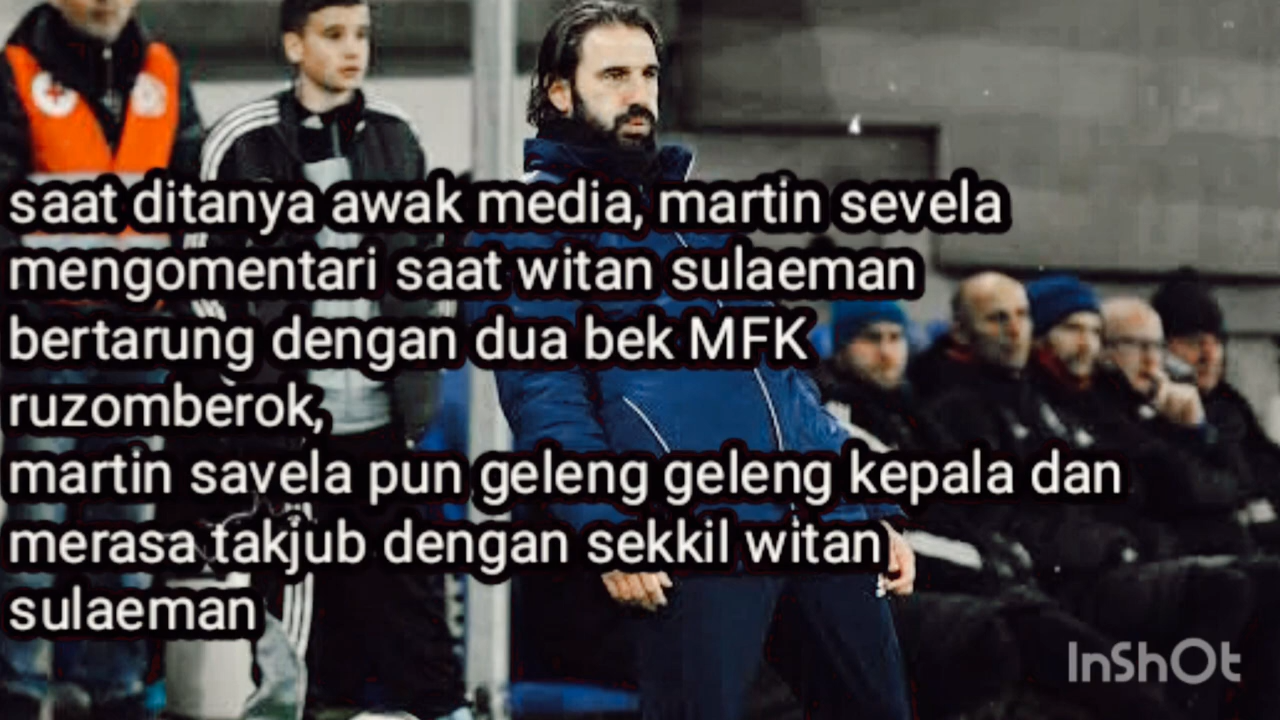 saat ditanya awak media, martin sevela
mengomentari saat witan sulaeman
bertarung dengan dua bek MFK
ruzomberok,
martin savela pun geleng geleng kepala dan
merasa takjub dengan sekkil witan
sulaeman
InShOt